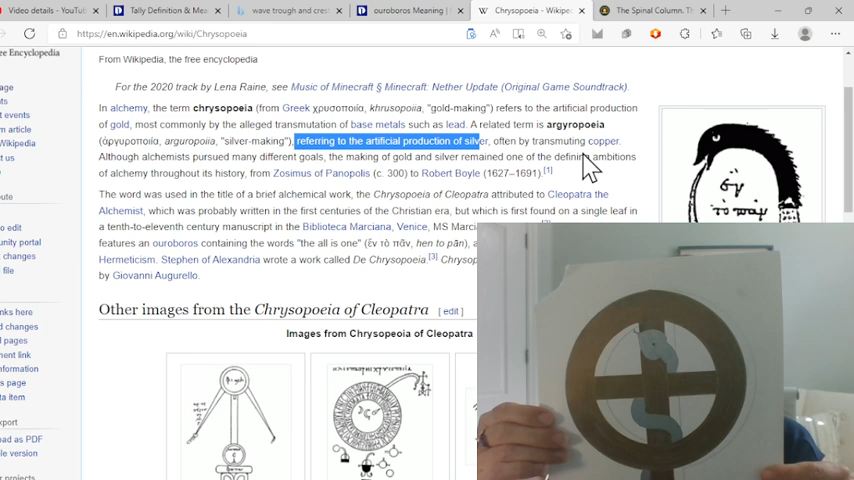 Video details - YouTub
Tally Definition & Mea
wave trough and crest
ouroboros Meaning |
Chrysopoeia - Wikiped
The Spinal Column. Th
https://en.wikipedia.org/wiki/Chrysopoeia
ee Encyclopedia
From Wikipedia, the free encyclopedia
For the 2020 track by Lena Raine, see Music of Minecraft § Minecraft: Nether Update (Original Game Soundtrack).
In alchemy, the term chrysopoeia (from Greek χρυσοποιία, khrusopoiia, "gold-making") refers to the artificial production
of gold, most commonly by the alleged transmutation of base metals such as lead. A related term is argyropoeia
(ἀργυροποιία, arguropoiia, "silver-making"), referring to the artificial production of silver, often by transmuting copper.
Although alchemists pursued many different goals, the making of gold and silver remained one of the defining ambitions
of alchemy throughout its history, from Zosimus of Panopolis (c. 300) to Robert Boyle (1627–1691).[1]
The word was used in the title of a brief alchemical work, the Chrysopoeia of Cleopatra attributed to Cleopatra the
Alchemist, which was probably written in the first centuries of the Christian era, but which is first found on a single leaf in
a tenth-to-eleventh century manuscript in the Biblioteca Marciana, Venice, MS Marci
features an ouroboros containing the words "the all is one" (ἓν τὸ πᾶν, hen to pān), a
Hermeticism. Stephen of Alexandria wrote a work called De Chrysopoeia.[3] Chrysop
by Giovanni Augurello.
Other images from the Chrysopoeia of Cleopatra [ edit ]
Images from Chrysopeoia of Cleopatra
ge
nts
t events
m article
Wikipedia
s
te
ute
o edit
unity portal
t changes
file
nks here
d changes
l pages
nent link
nformation
s page
ata item
rt
oad as PDF
le version
rojects